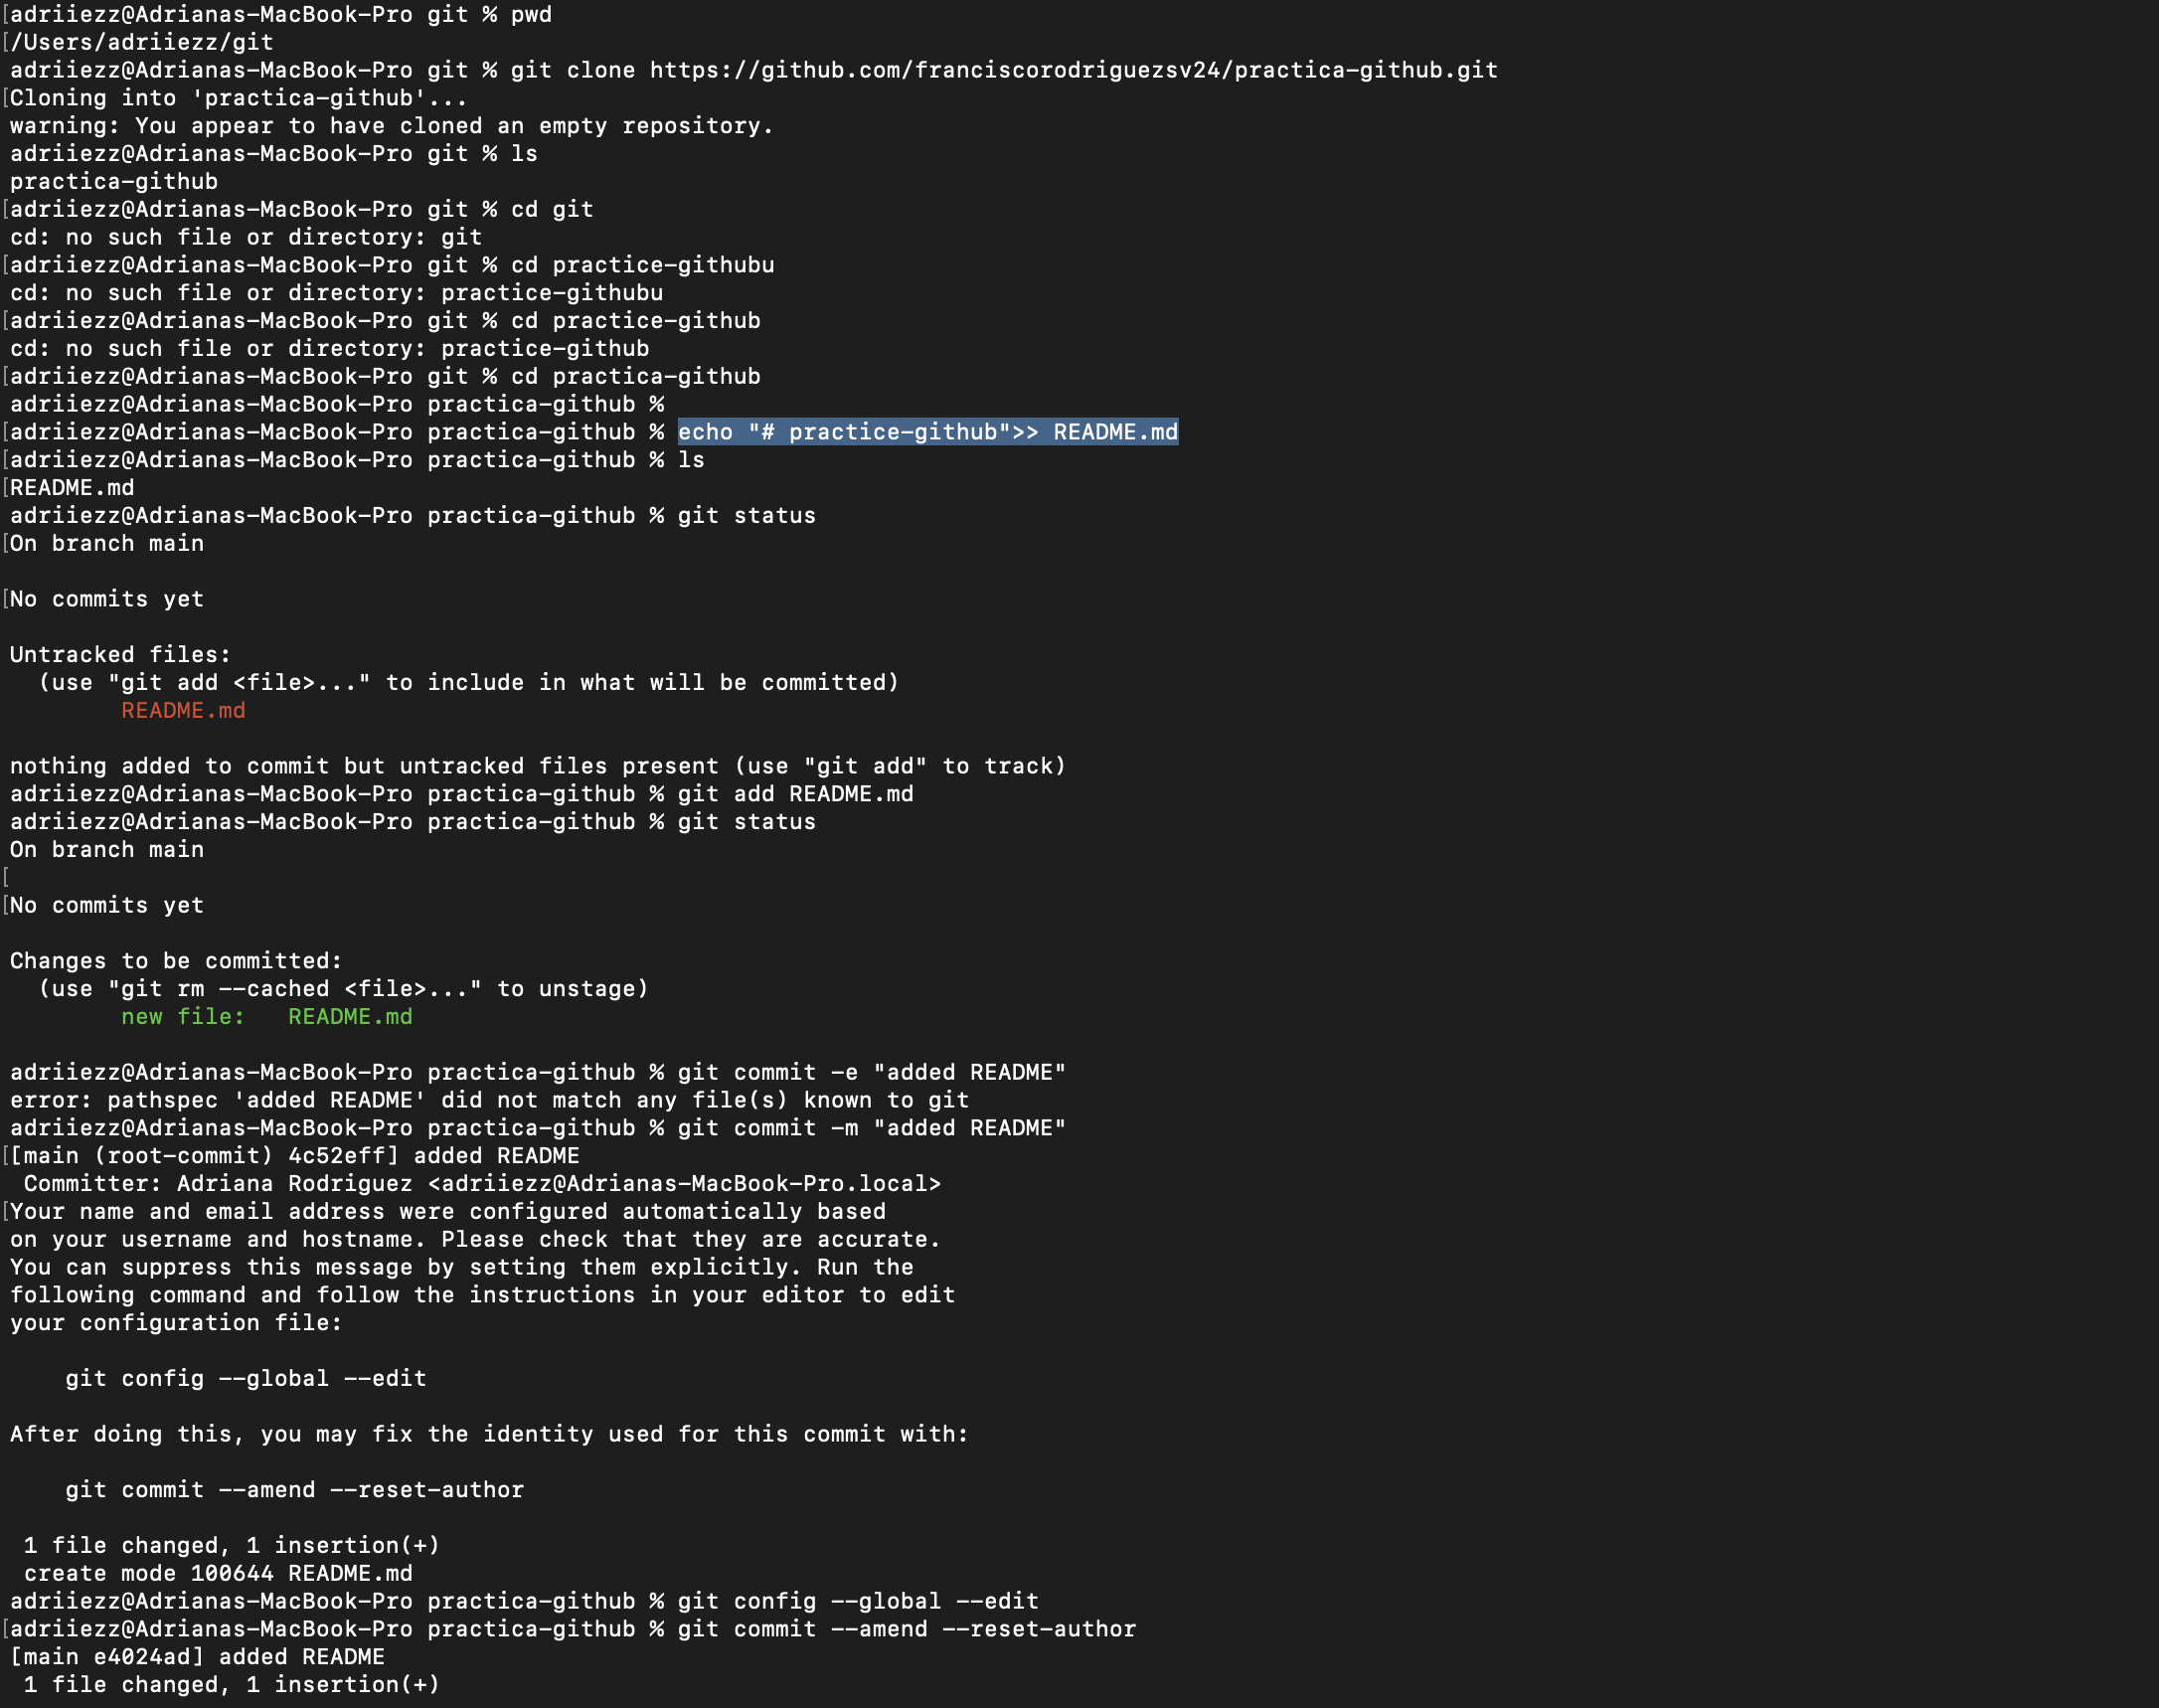 [adriiezz@Adrianas-MacBook-Pro git % pwd
[/Users/adriiezz/git
adriiezz@Adrianas-MacBook-Pro git % git clone https://github.com/franciscorodriguezsv24/practica-github.git
[Cloning into 'practica-github'...
warning: You appear to have cloned an empty repository.
adriiezz@Adrianas-MacBook-Pro git % ls
practica-github
[adriiezz@Adrianas-MacBook-Pro git % cd git
cd: no such file or directory: git
[adriiezz@Adrianas-MacBook-Pro git % cd practice-githubu
cd: no such file or directory: practice-githubu
[adriiezz@Adrianas-MacBook-Pro git % cd practice-github
cd: no such file or directory: practice-github
[adriiezz@Adrianas-MacBook-Pro git % cd practica-github
adriiezz@Adrianas-MacBook-Pro practica-github %
[adriiezz@Adrianas-MacBook-Pro practica-github % echo "# practice-github">> README.md
[adriiezz@Adrianas-MacBook-Pro practica-github % ls
[README.md
adriiezz@Adrianas-MacBook-Pro practica-github % git status
[On branch main
[No commits yet
Untracked files:
(use "git add <file>..." to include in what will be committed)
README.md
nothing added to commit but untracked files present (use "git add" to track)
adriiezz@Adrianas-MacBook-Pro practica-github % git add README.md
adriiezz@Adrianas-MacBook-Pro practica-github % git status
On branch main
[
[No commits yet
Changes to be committed:
(use "git rm --cached <file>..." to unstage)
new file:   README.md
adriiezz@Adrianas-MacBook-Pro practica-github % git commit -e "added README"
error: pathspec 'added README' did not match any file(s) known to git
adriiezz@Adrianas-MacBook-Pro practica-github % git commit -m "added README"
[[main (root-commit) 4c52eff] added README
Committer: Adriana Rodriguez <adriiezz@Adrianas-MacBook-Pro.local>
[Your name and email address were configured automatically based
on your username and hostname. Please check that they are accurate.
You can suppress this message by setting them explicitly. Run the
following command and follow the instructions in your editor to edit
your configuration file:
git config --global --edit
After doing this, you may fix the identity used for this commit with:
git commit --amend --reset-author
1 file changed, 1 insertion(+)
create mode 100644 README.md
adriiezz@Adrianas-MacBook-Pro practica-github % git config --global --edit
[adriiezz@Adrianas-MacBook-Pro practica-github % git commit --amend --reset-author
[main e4024ad] added README
1 file changed, 1 insertion(+)